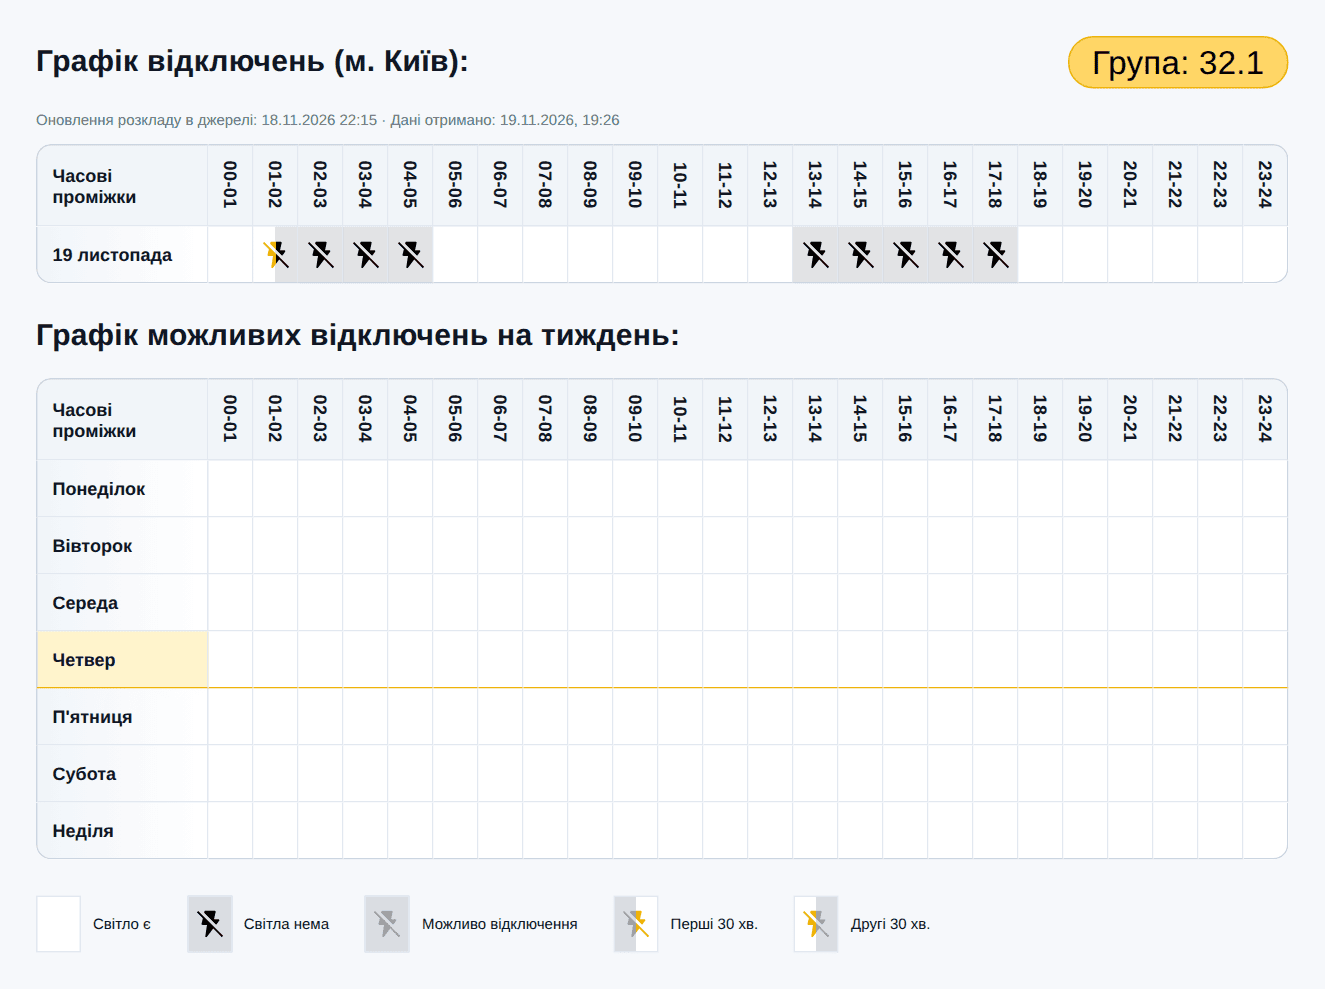 Графік відключень (м. Київ):
Група: 32.1
Оновлення розкладу в джерелі: 18.11.2026 22:15 · Дані отримано: 19.11.2026, 19:26
Часові
проміжки
00-01 01-02 02-03 03-04 04-05 05-06 06-07 07-08 08-09 09-10 10-11 11-12 12-13 13-14 14-15 15-16 16-17 17-18 18-19 19-20 20-21 21-22 22-23 23-24
19 листопада
Графік можливих відключень на тиждень:
Часові
проміжки
00-01 01-02 02-03 03-04 04-05 05-06 06-07 07-08 08-09 09-10 10-11 11-12 12-13 13-14 14-15 15-16 16-17 17-18 18-19 19-20 20-21 21-22 22-23 23-24
Понеділок
Вівторок
Середа
Четвер
П'ятниця
Субота
Неділя
Світло є Світла нема Можливо відключення Перші 30 хв. Другі 30 хв.